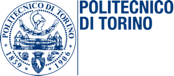 POLITECNICO
DI TORINO
POLITECNICO DI TORINO
1859
1906